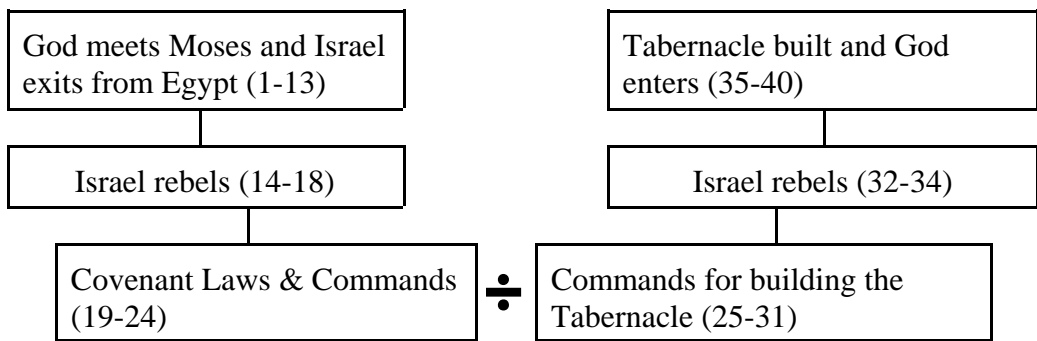 God meets Moses and Israel
exits from Egypt (1-13)
Tabernacle built and God
enters (35-40)
Israel rebels (14-18)
Israel rebels (32-34)
Covenant Laws & Commands
(19-24)
÷
Commands for building the
Tabernacle (25-31)